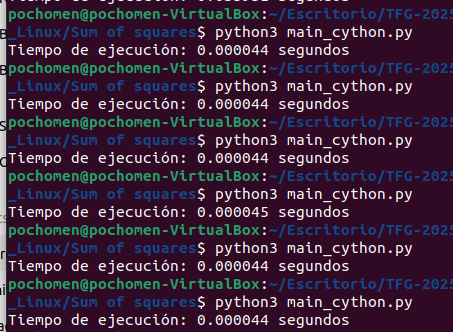 pochomen@pochomen-VirtualBox:~/Escritorio/TFG-2025
_Linux/Sum of squares$ python3 main_cython.py
Tiempo de ejecución: 0.000044 segundos
pochomen@pochomen-VirtualBox:~/Escritorio/TFG-2025
_Linux/Sum of squares$ python3 main_cython.py
Tiempo de ejecución: 0.000044 segundos
pochomen@pochomen-VirtualBox:~/Escritorio/TFG-2025
_Linux/Sum of squares$ python3 main_cython.py
Tiempo de ejecución: 0.000044 segundos
pochomen@pochomen-VirtualBox:~/Escritorio/TFG-2025
_Linux/Sum of squares$ python3 main_cython.py
Tiempo de ejecución: 0.000045 segundos
pochomen@pochomen-VirtualBox:~/Escritorio/TFG-2025
_Linux/Sum of squares$ python3 main_cython.py
Tiempo de ejecución: 0.000044 segundos
pochomen@pochomen-VirtualBox:~/Escritorio/TFG-2025
_Linux/Sum of squares$ python3 main_cython.py
Tiempo de ejecución: 0.000044 segundos